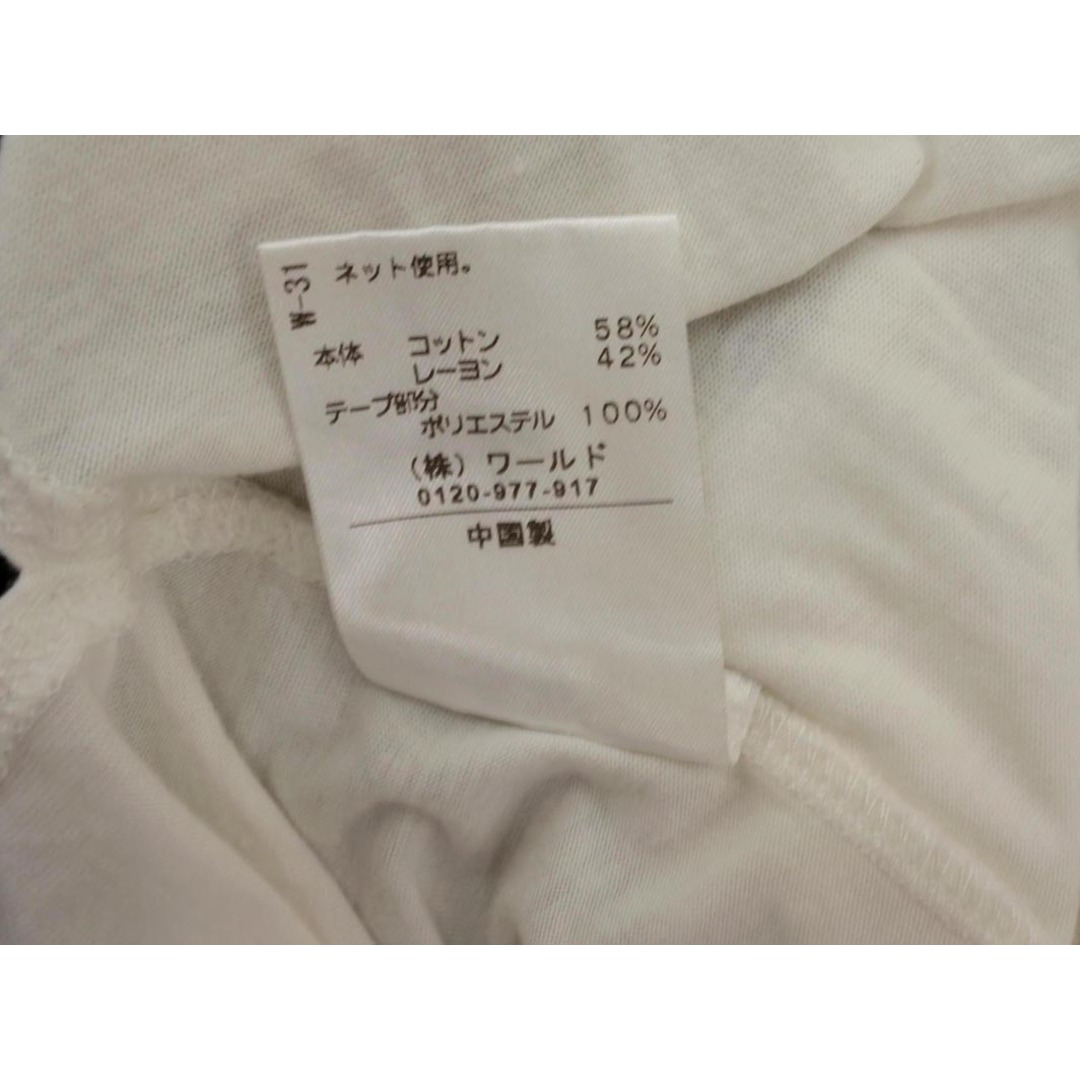 W-31
ネット使用。
本体 コットン 58%
レーヨン 42%
テープ部分
ポリエステル 100%
(株) ワールド
0120-977-917
中国製